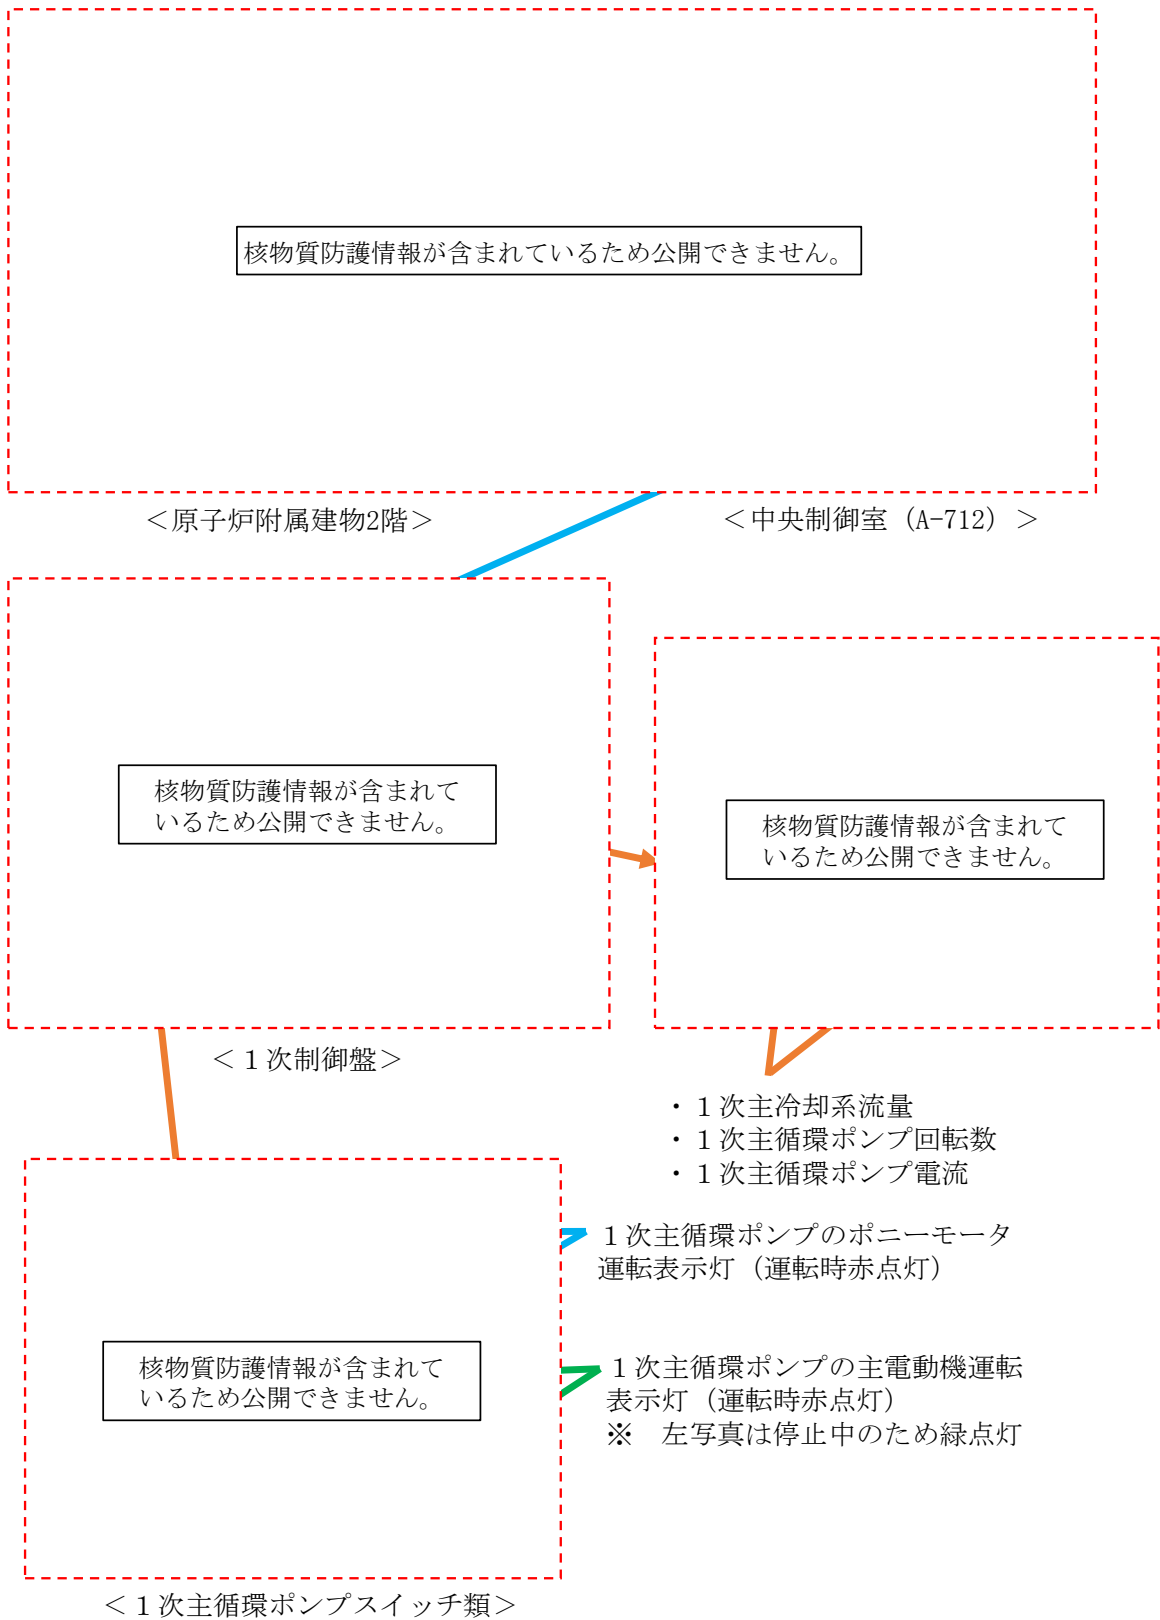 核物質防護情報が含まれているため公開できません。
＜原子炉附属建物2階＞
＜中央制御室（A-712）＞
核物質防護情報が含まれて
いるため公開できません。
核物質防護情報が含まれて
いるため公開できません。
＜１次制御盤＞
・１次主冷却系流量
・１次主循環ポンプ回転数
・１次主循環ポンプ電流
１次主循環ポンプのポニーモータ
運転表示灯（運転時赤点灯）
核物質防護情報が含まれて
いるため公開できません。
１次主循環ポンプの主電動機運転
表示灯（運転時赤点灯）
※　左写真は停止中のため緑点灯
＜１次主循環ポンプスイッチ類＞